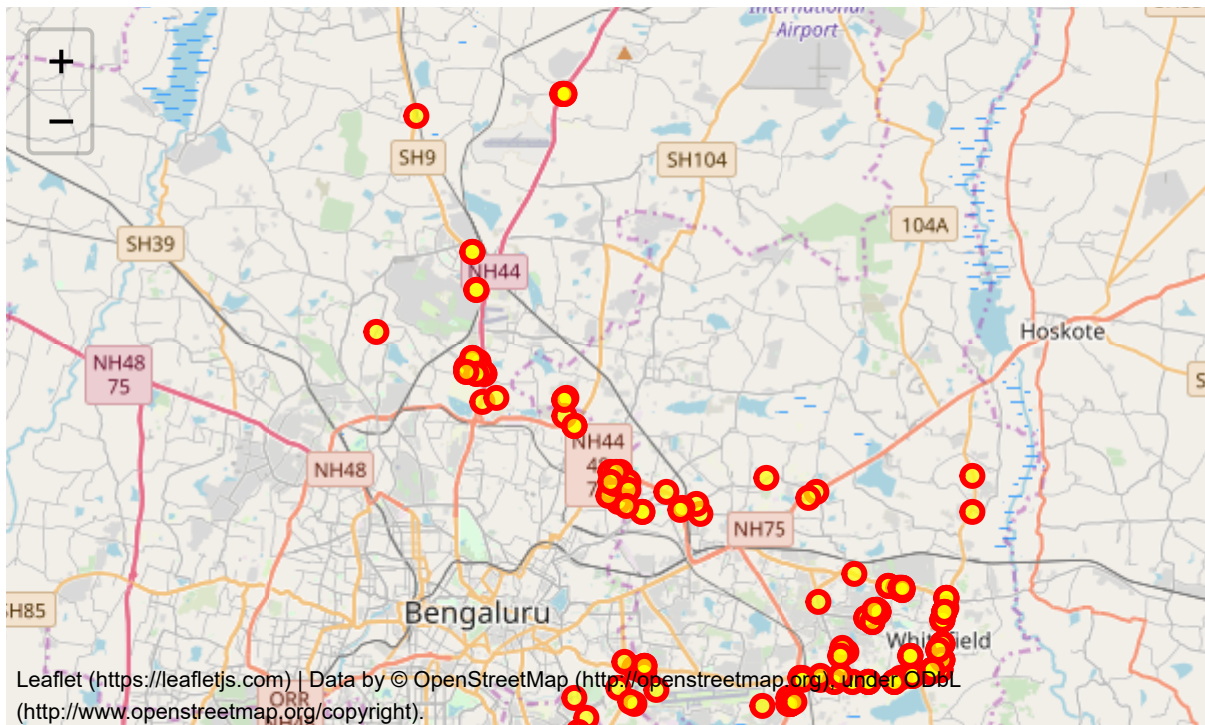 International
Airport
+
−
SH9
SH104
SH39
104A
NH44
Hoskote
NH48
75
NH44
NH48
NH75
Bengaluru
SH85
Whitefield
ORR
Leaflet (https://leafletjs.com) | Data by © OpenStreetMap (http://openstreetmap.org), under ODbL
(http://www.openstreetmap.org/copyright).